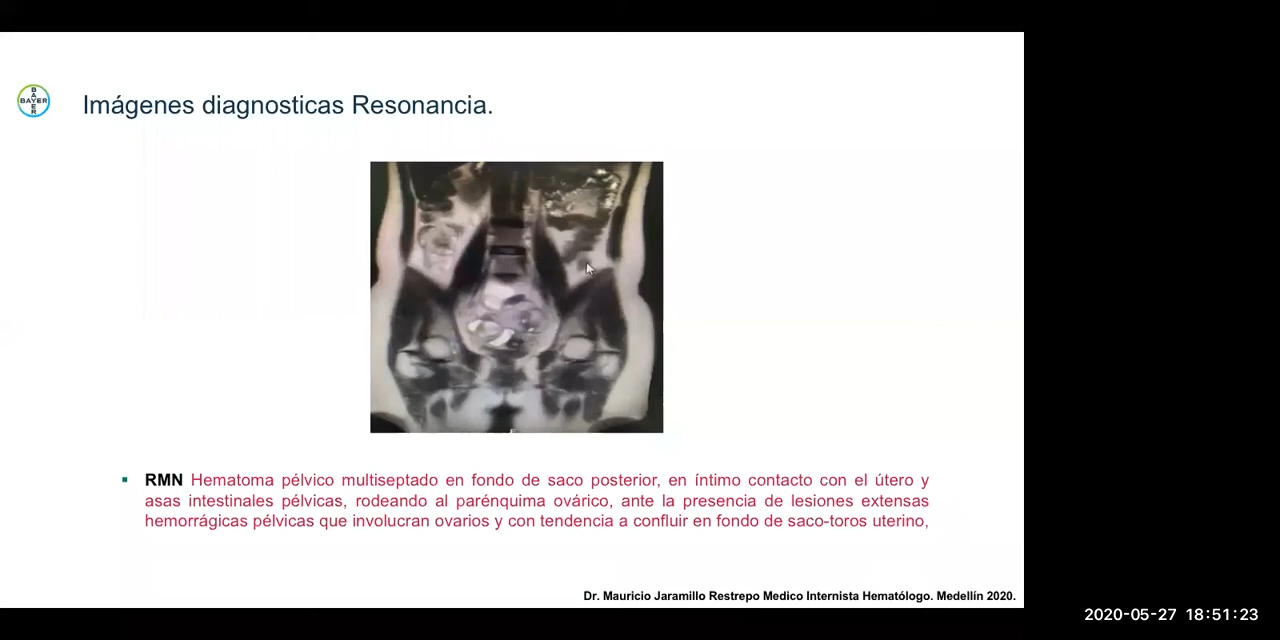 BAYER
BAYER
Imágenes diagnosticas Resonancia.
RMN Hematoma pélvico multiseptado en fondo de saco posterior, en íntimo contacto con el útero y
asas intestinales pélvicas, rodeando al parénquima ovárico, ante la presencia de lesiones extensas
hemorrágicas pélvicas que involucran ovarios y con tendencia a confluir en fondo de saco-toros uterino,
Dr. Mauricio Jaramillo Restrepo Medico Internista Hematólogo. Medellín 2020.
2020-05-27 18:51:23